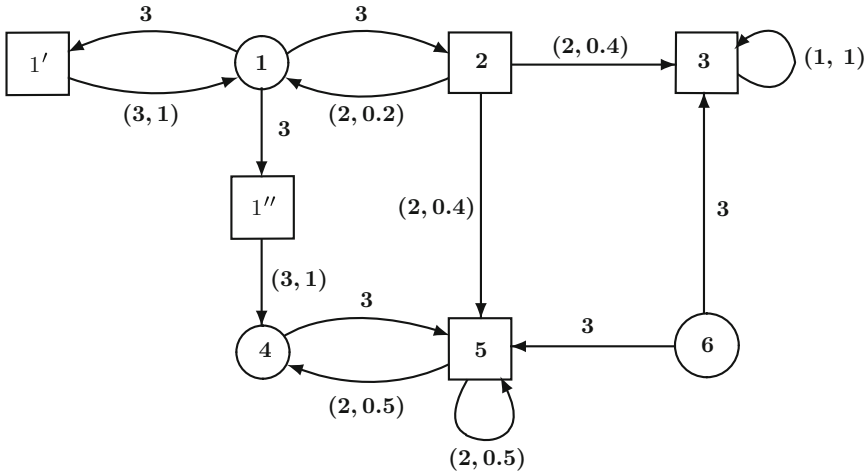 3 3
1′ 1 2 (2, 0.4) 3 (1, 1)
(3, 1) (2, 0.2)
3
1″ (2, 0.4) 3
(3, 1)
3 3
4 5 6
(2, 0.5)
(2, 0.5)